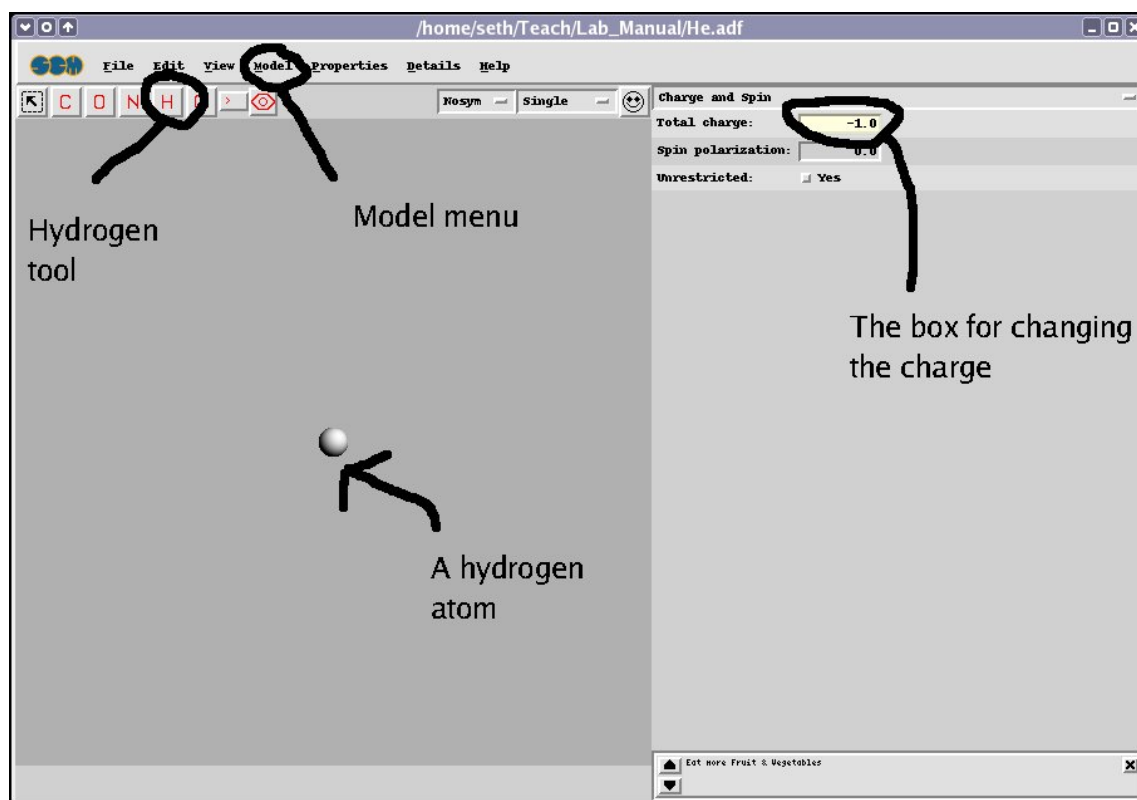 /home/seth/Teach/Lab_Manual/He.adf
SCM File Edit View Model Properties Details Help
C O N H Nosym Single
Charge and Spin
Total charge: -1.0
Spin polarization: 0.0
Unrestricted: Yes
Hydrogen
tool
Model menu
The box for changing
the charge
A hydrogen
atom
Eat More Fruit & Vegetables